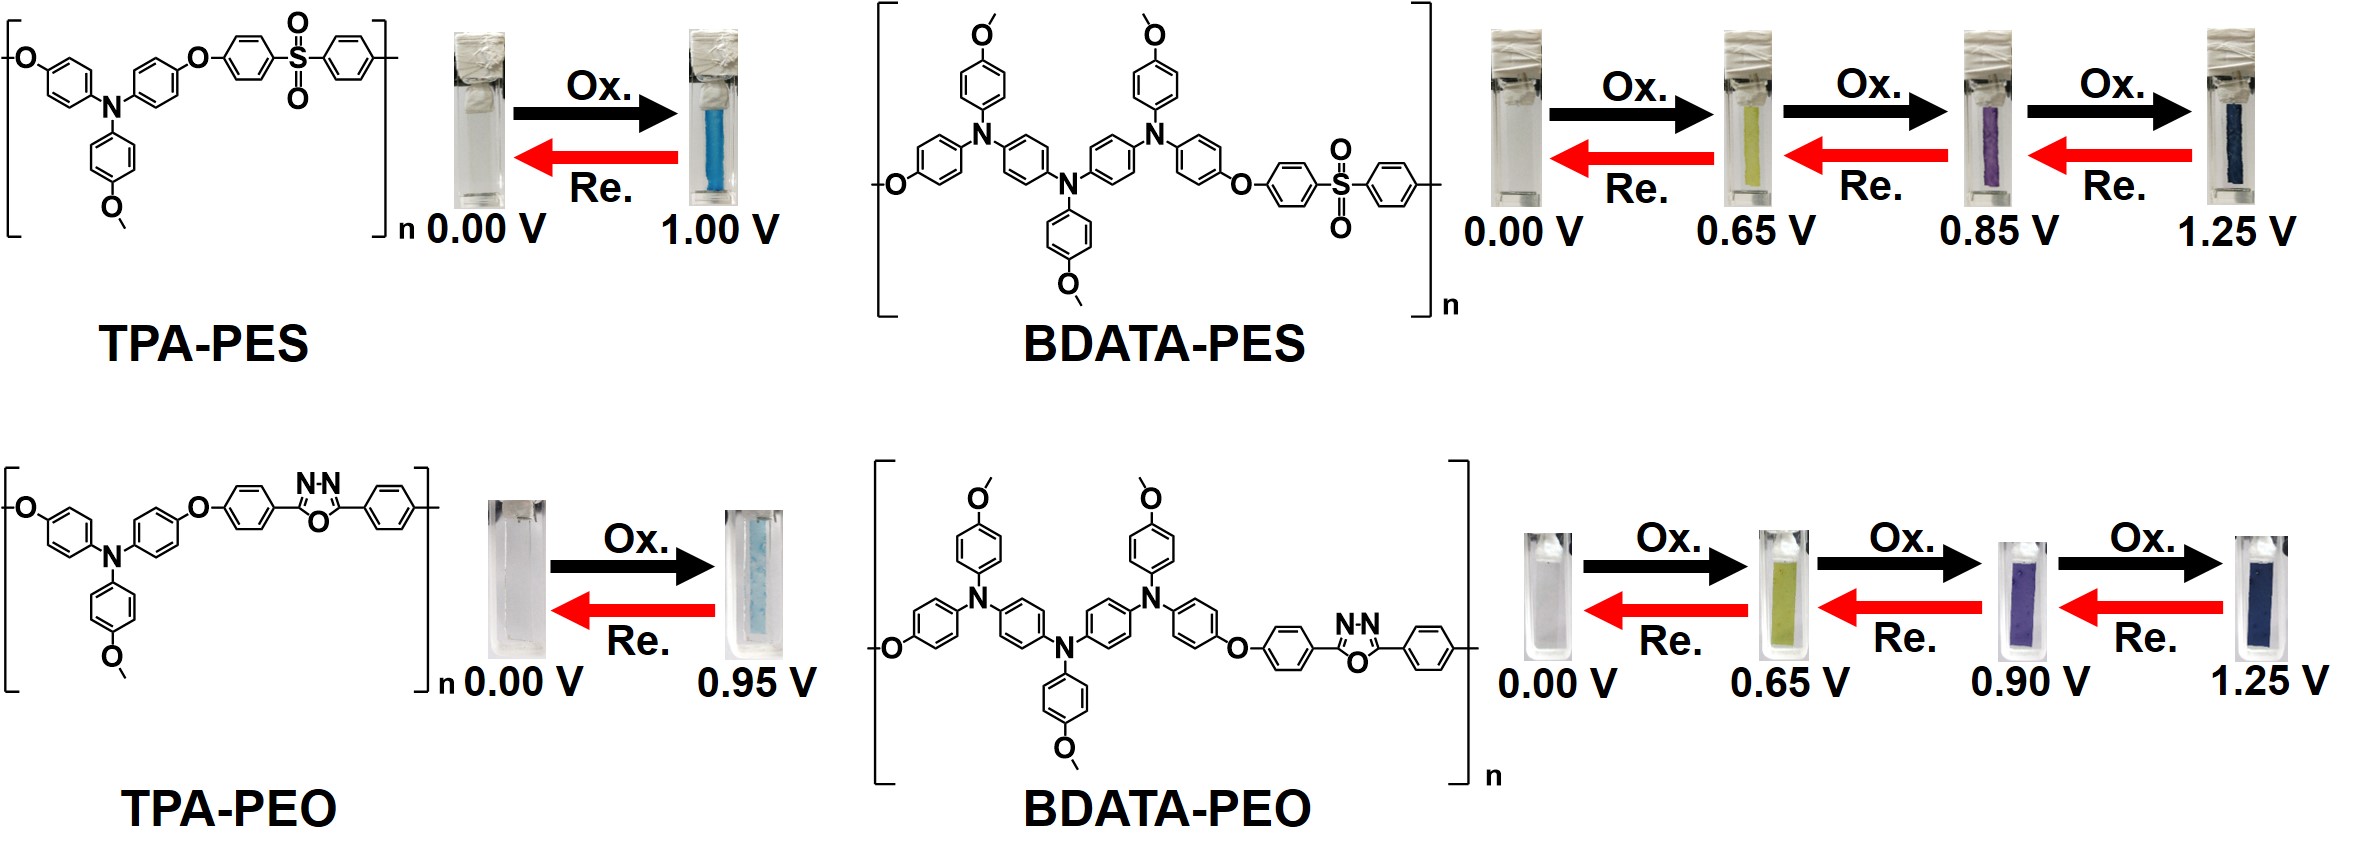 O N O O S O O n
0.00 V Ox. Re. 1.00 V
TPA-PES
O O N N N O O O S O O n
0.00 V Ox. Re. 0.65 V Ox. Re. 0.85 V Ox. Re. 1.25 V
BDATA-PES
O N O O N-N O n
0.00 V Ox. Re. 0.95 V
TPA-PEO
O O N N N O O O N-N O n
0.00 V Ox. Re. 0.65 V Ox. Re. 0.90 V Ox. Re. 1.25 V
BDATA-PEO